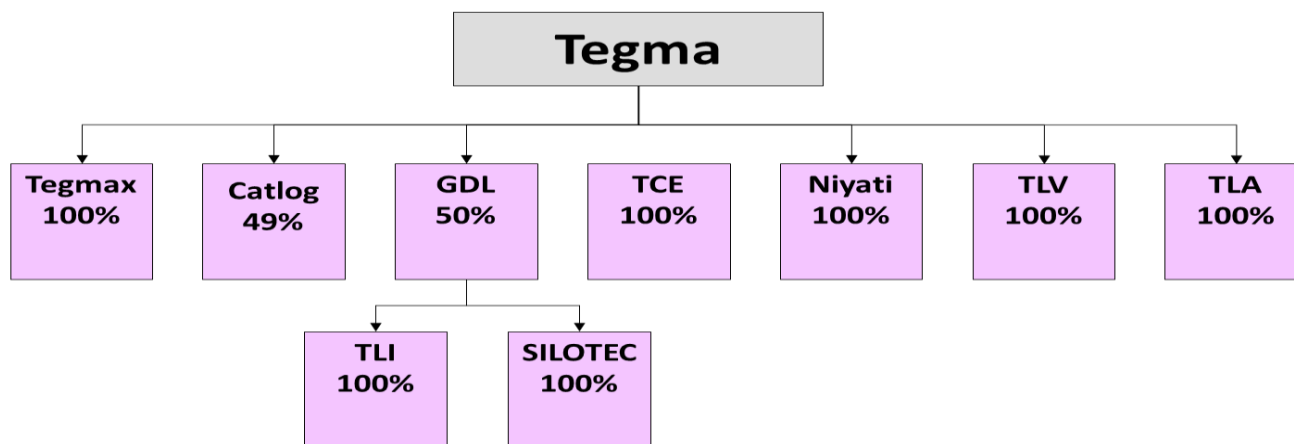 Tegma
Tegmax
100%
Catlog
49%
GDL
50%
TCE
100%
Niyati
100%
TLV
100%
TLA
100%
TLI
100%
SILOTEC
100%